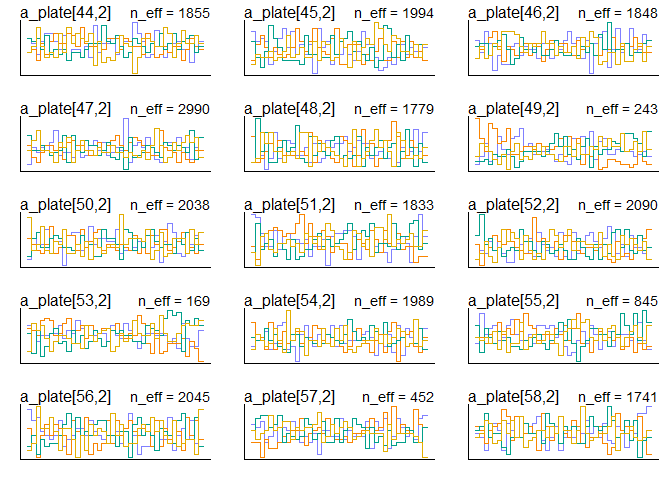 a_plate[44,2] n_eff = 1855 a_plate[45,2] n_eff = 1994 a_plate[46,2] n_eff = 1848
a_plate[47,2] n_eff = 2990 a_plate[48,2] n_eff = 1779 a_plate[49,2] n_eff = 243
a_plate[50,2] n_eff = 2038 a_plate[51,2] n_eff = 1833 a_plate[52,2] n_eff = 2090
a_plate[53,2] n_eff = 169 a_plate[54,2] n_eff = 1989 a_plate[55,2] n_eff = 845
a_plate[56,2] n_eff = 2045 a_plate[57,2] n_eff = 452 a_plate[58,2] n_eff = 1741